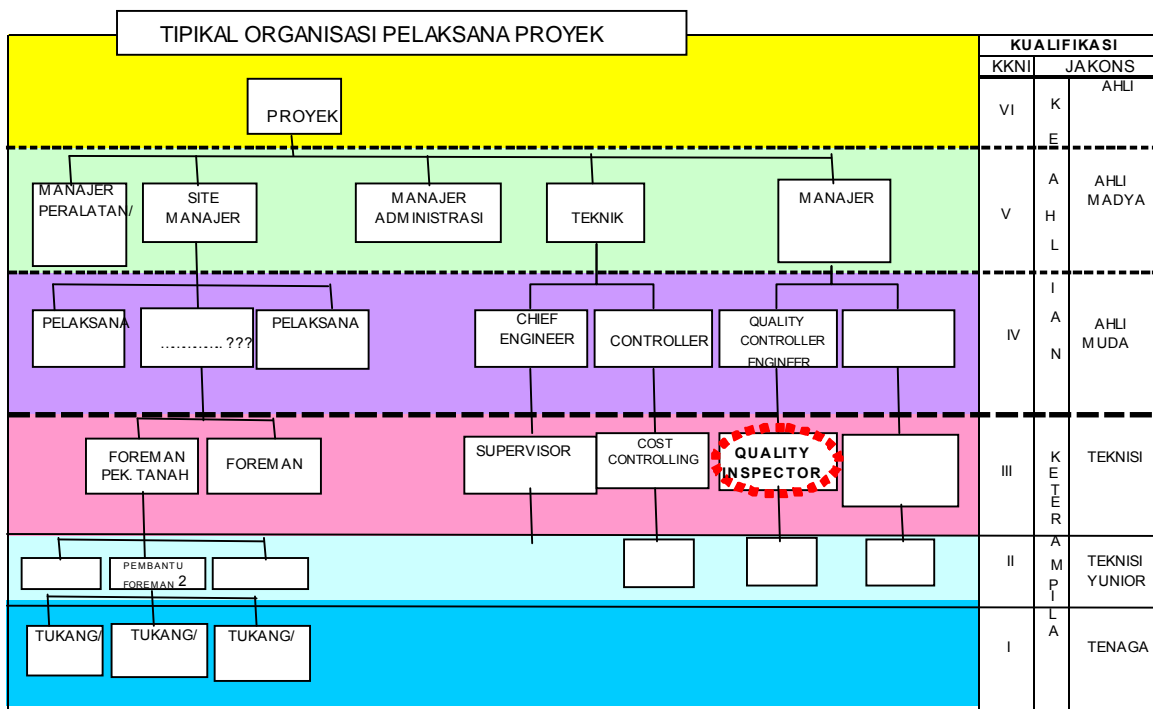 TIPIKAL ORGANISASI PELAKSANA PROYEK
KUALIFIKASI
KKNI
JAKONS
PROYEK
VI
AHLI
MANAJER
PERALATAN/
SITE
MANAJER
MANAJER
ADMINISTRASI
TEKNIK
MANAJER
V
AHLI
MADYA
PELAKSANA
................ ???
PELAKSANA
CHIEF
ENGINEER
CONTROLLER
QUALITY
CONTROLLER
ENGINEER
IV
AHLI
MUDA
K
E
A
H
L
I
A
N
FOREMAN
PEK. TANAH
FOREMAN
SUPERVISOR
COST
CONTROLLING
QUALITY
INSPECTOR
III
TEKNISI
PEMBANTU
FOREMAN 2
II
TEKNISI
YUNIOR
TUKANG/
TUKANG/
TUKANG/
I
TENAGA
K
E
T
E
R
A
M
P
I
L
A